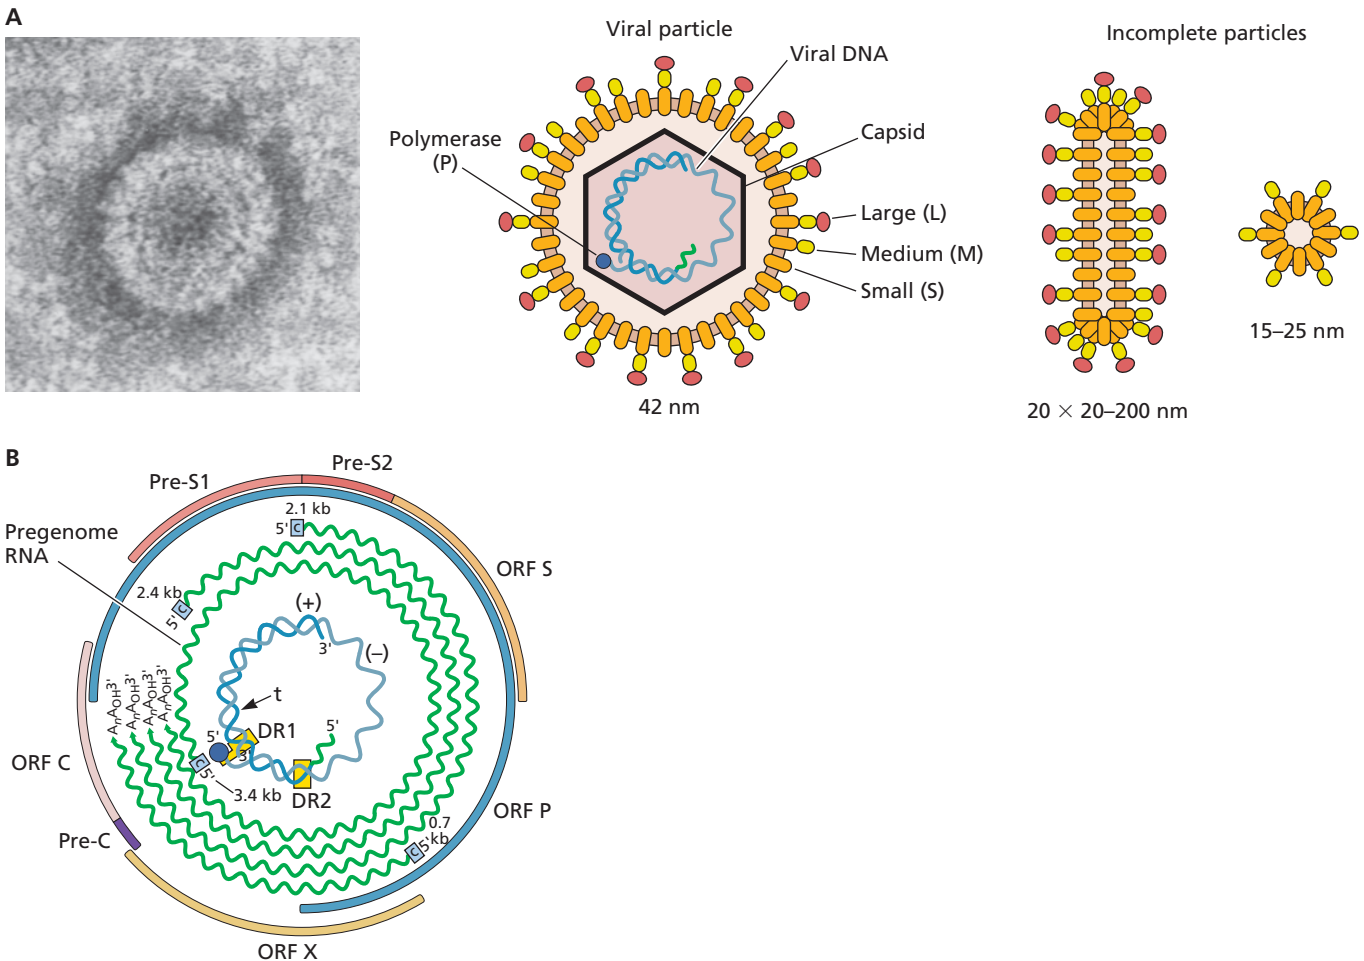 A
Viral particle
Viral DNA
Incomplete particles
Polymerase
(P)
Capsid
Large (L)
Medium (M)
Small (S)
42 nm
20 × 20–200 nm
15–25 nm
B
Pre-S1
Pre-S2
Pregenome
RNA
2.1 kb
5' C
ORF S
2.4 kb
5' C
(+)
3'
(–)
AnAOH3'
AnAOH3'
AnAOH3'
AnAOH3'
t
5'
5'
DR1
3'
C 5'
3.4 kb
DR2
ORF C
ORF P
0.7
kb
C 5'
Pre-C
ORF X